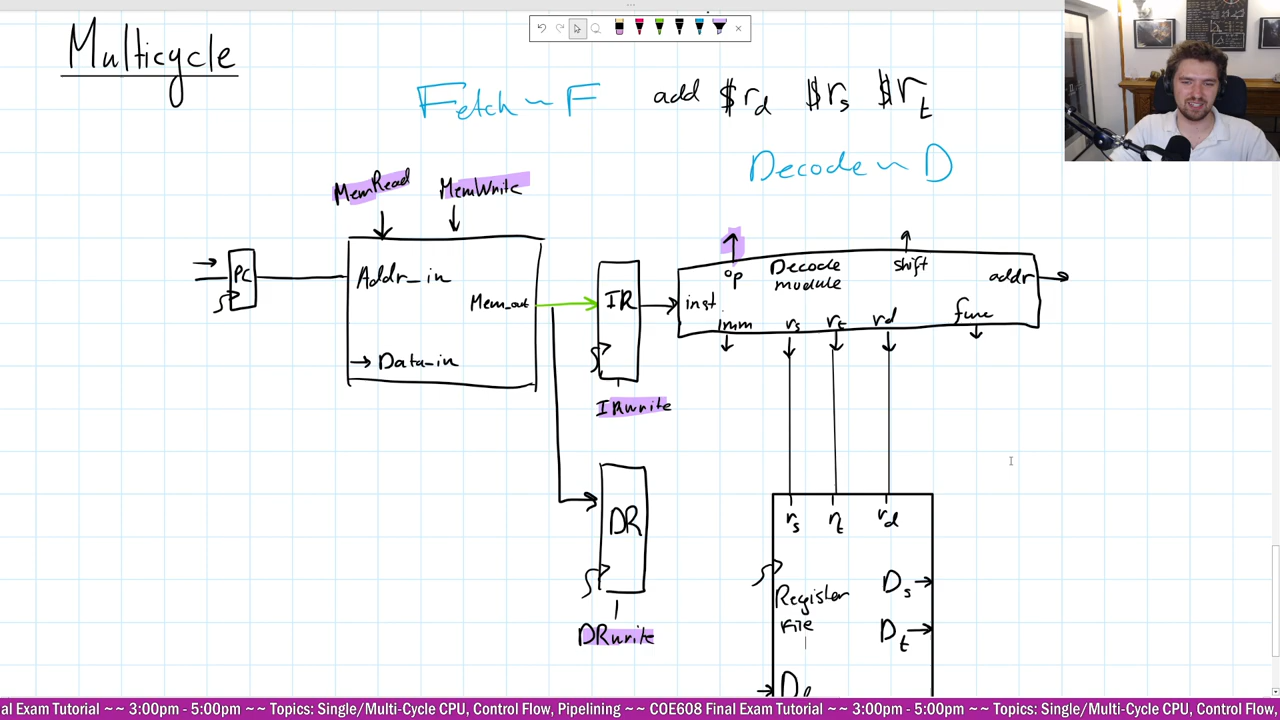 Multicycle
Fetch ~ F
add $rd $rs $rt
Decode ~ D
MemRead
MemWrite
PC
Addr_in
Mem_out
Data_in
IR
IRwrite
DR
DRwrite
op
Decode
module
shift
addr
inst
imm
rs
rt
rd
func
rs
rt
rd
Register
File
Ds
Dt
al Exam Tutorial ~~ 3:00pm - 5:00pm ~~ Topics: Single/Multi-Cycle CPU, Control Flow, Pipelining ~~ COE608 Final Exam Tutorial ~~ 3:00pm - 5:00pm ~~ Topics: Single/Multi-Cycle CPU, Control Flow,